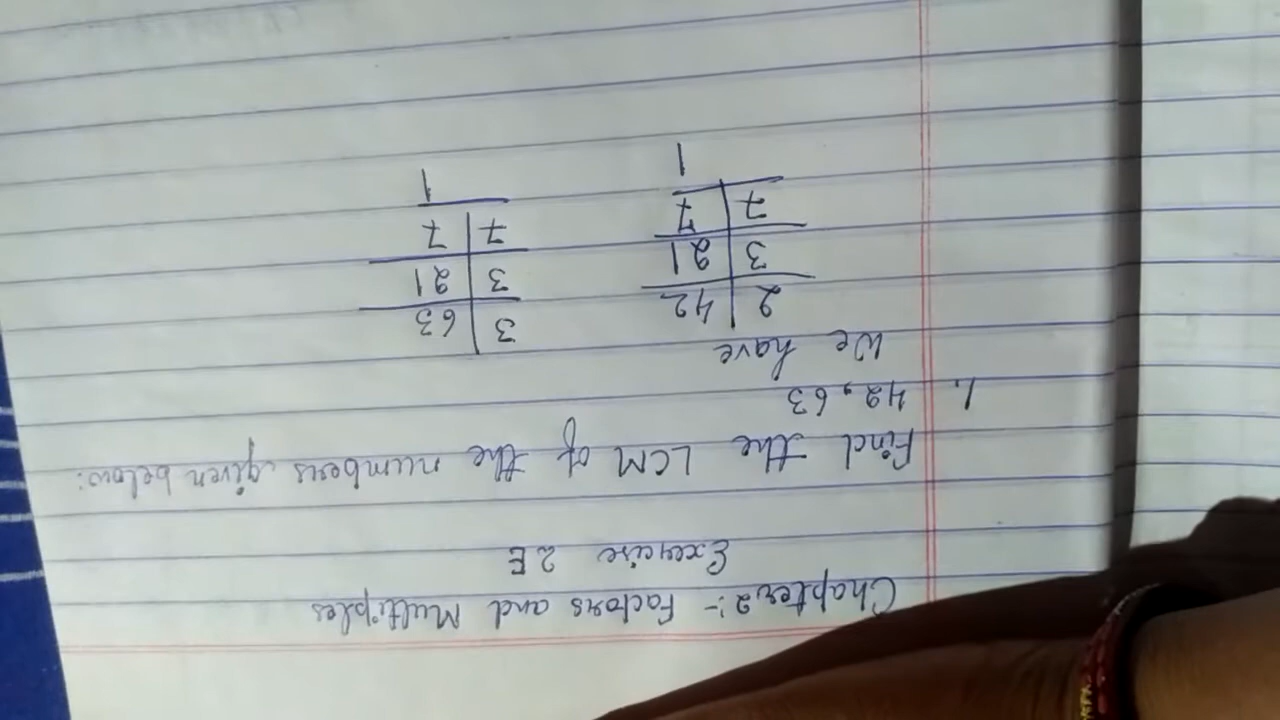 Chapter 2:- Factors and Multiples
Exercise 2E
Find the LCM of the numbers given below:
1. 42, 63
We have
2 | 42    3 | 63
3 | 21    3 | 21
7 | 7    7 | 7
1    1